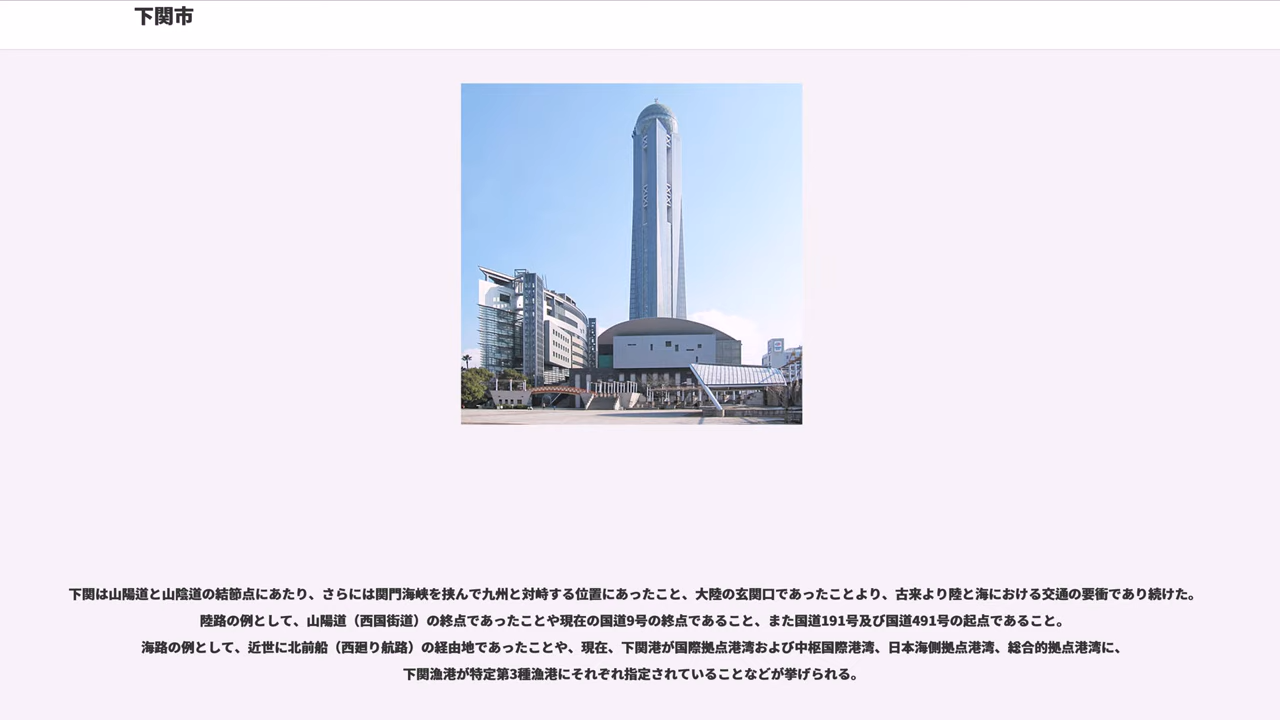 下関市
下関は山陽道と山陰道の結節点にあたり、さらには関門海峡を挟んで九州と対峙する位置にあったこと、大陸の玄関口であったことより、古来より陸と海における交通の要衝であり続けた。
陸路の例として、山陽道（西国街道）の終点であったことや現在の国道9号の終点であること、また国道191号及び国道491号の起点であること。
海路の例として、近世に北前船（西廻り航路）の経由地であったことや、現在、下関港が国際拠点港湾および中枢国際港湾、日本海側拠点港湾、総合的拠点港湾に、
下関漁港が特定第3種漁港にそれぞれ指定されていることなどが挙げられる。